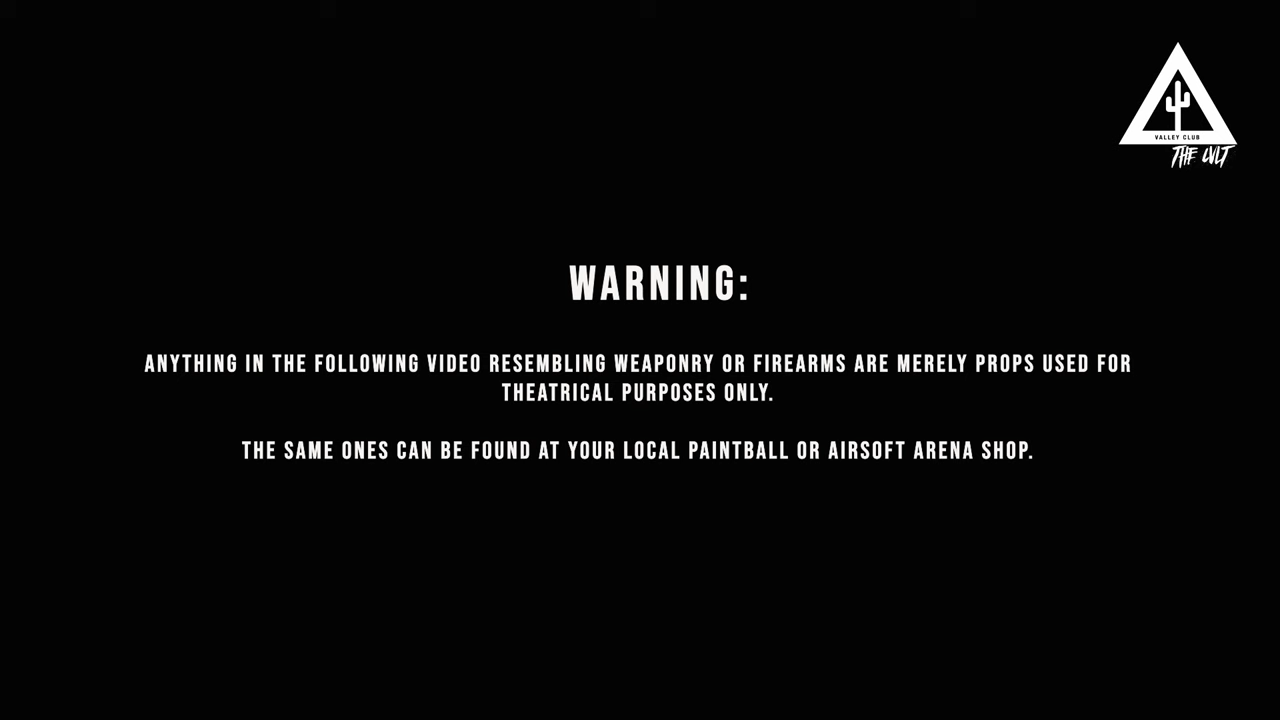 VALLEY CLUB
THE CVLT
WARNING:
ANYTHING IN THE FOLLOWING VIDEO RESEMBLING WEAPONRY OR FIREARMS ARE MERELY PROPS USED FOR
THEATRICAL PURPOSES ONLY.
THE SAME ONES CAN BE FOUND AT YOUR LOCAL PAINTBALL OR AIRSOFT ARENA SHOP.